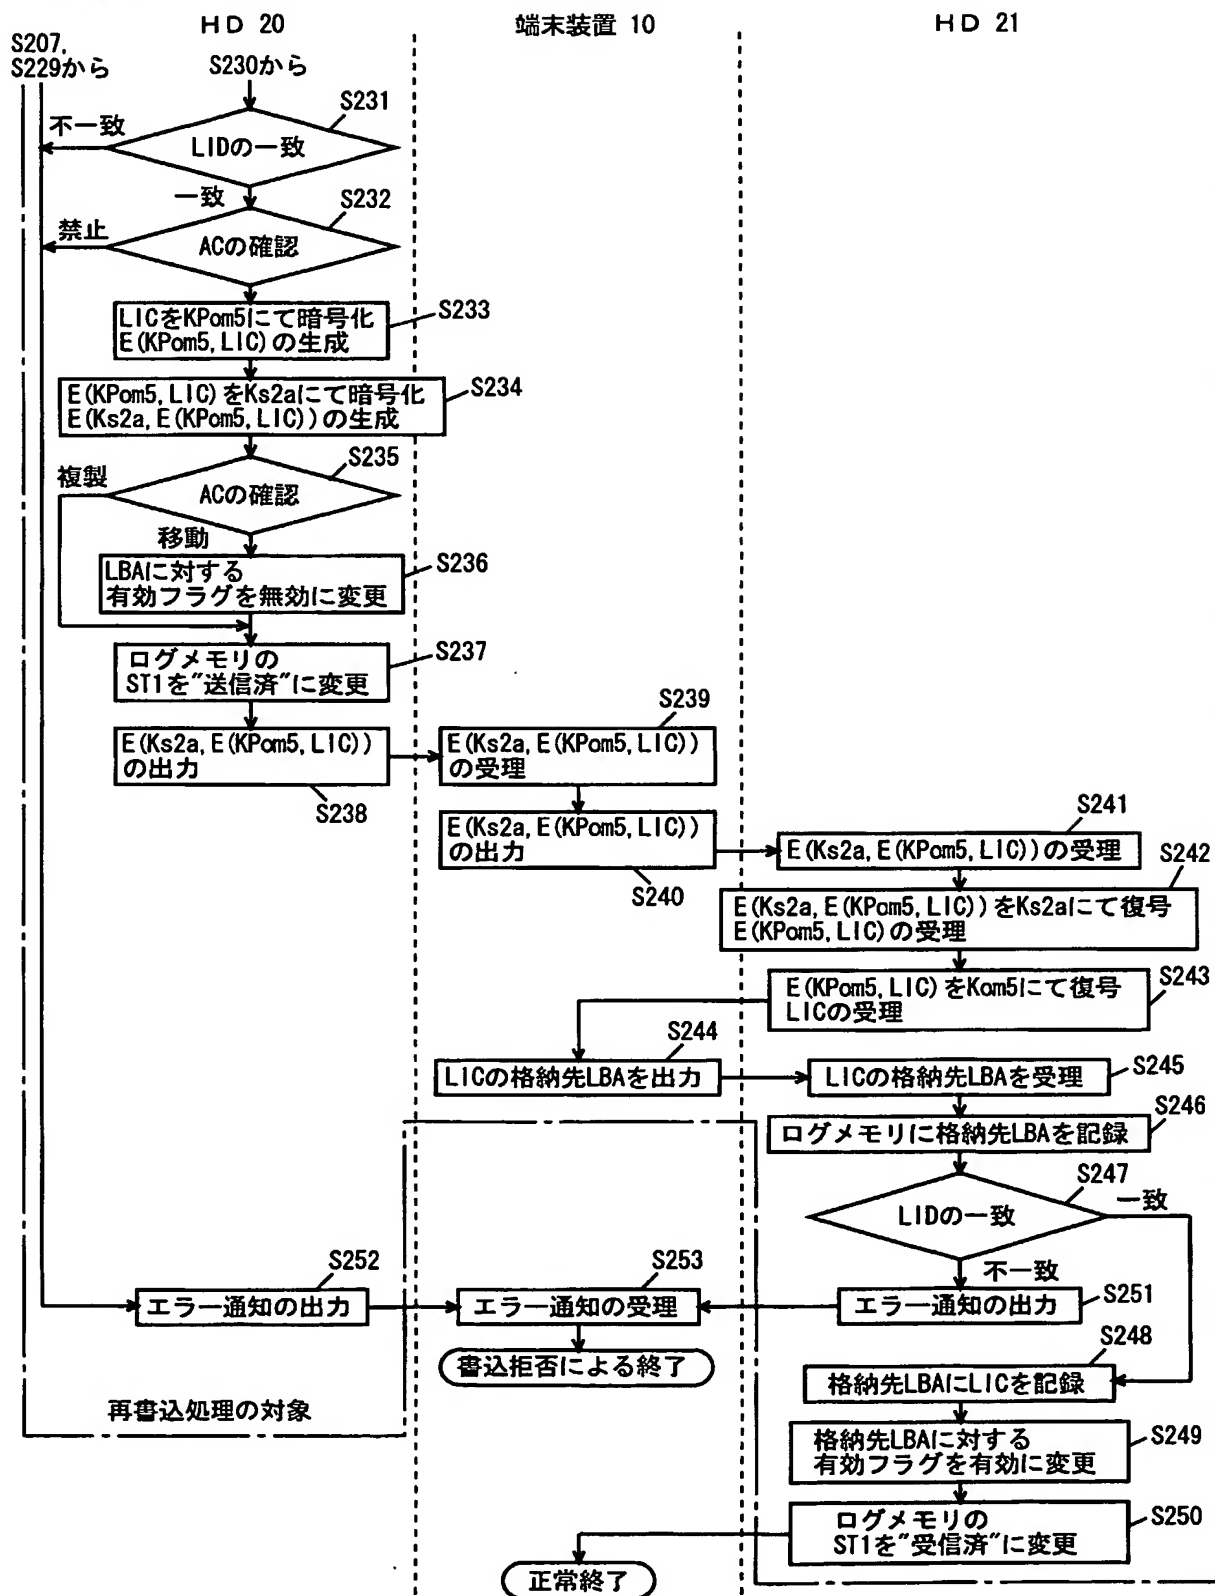 HD 20
端末装置 10
HD 21
S207,
S229から
S230から
S231
不一致
LIDの一致
一致
S232
禁止
ACの確認
LICをKPom5にて暗号化
E(KPom5,LIC)の生成
S233
E(KPom5,LIC)をKs2aにて暗号化
E(Ks2a,E(KPom5,LIC))の生成
S234
S235
複製
ACの確認
移動
LBAに対する
有効フラグを無効に変更
S236
ログメモリの
ST1を"送信済"に変更
S237
S239
E(Ks2a,E(KPom5,LIC))
の出力
S238
E(Ks2a,E(KPom5,LIC))
の受理
E(Ks2a,E(KPom5,LIC))
の出力
S240
S241
E(Ks2a,E(KPom5,LIC))の受理
S242
E(Ks2a,E(KPom5,LIC))をKs2aにて復号
E(KPom5,LIC)の受理
E(KPom5,LIC)をKom5にて復号
LICの受理
S243
S244
LICの格納先LBAを出力
LICの格納先LBAを受理
S245
S246
ログメモリに格納先LBAを記録
S247
一致
LIDの一致
不一致
S252
エラー通知の出力
S253
エラー通知の受理
エラー通知の出力
S251
書込拒否による終了
S248
格納先LBAにLICを記録
再書込処理の対象
格納先LBAに対する
有効フラグを有効に変更
S249
ログメモリの
ST1を"受信済"に変更
S250
正常終了